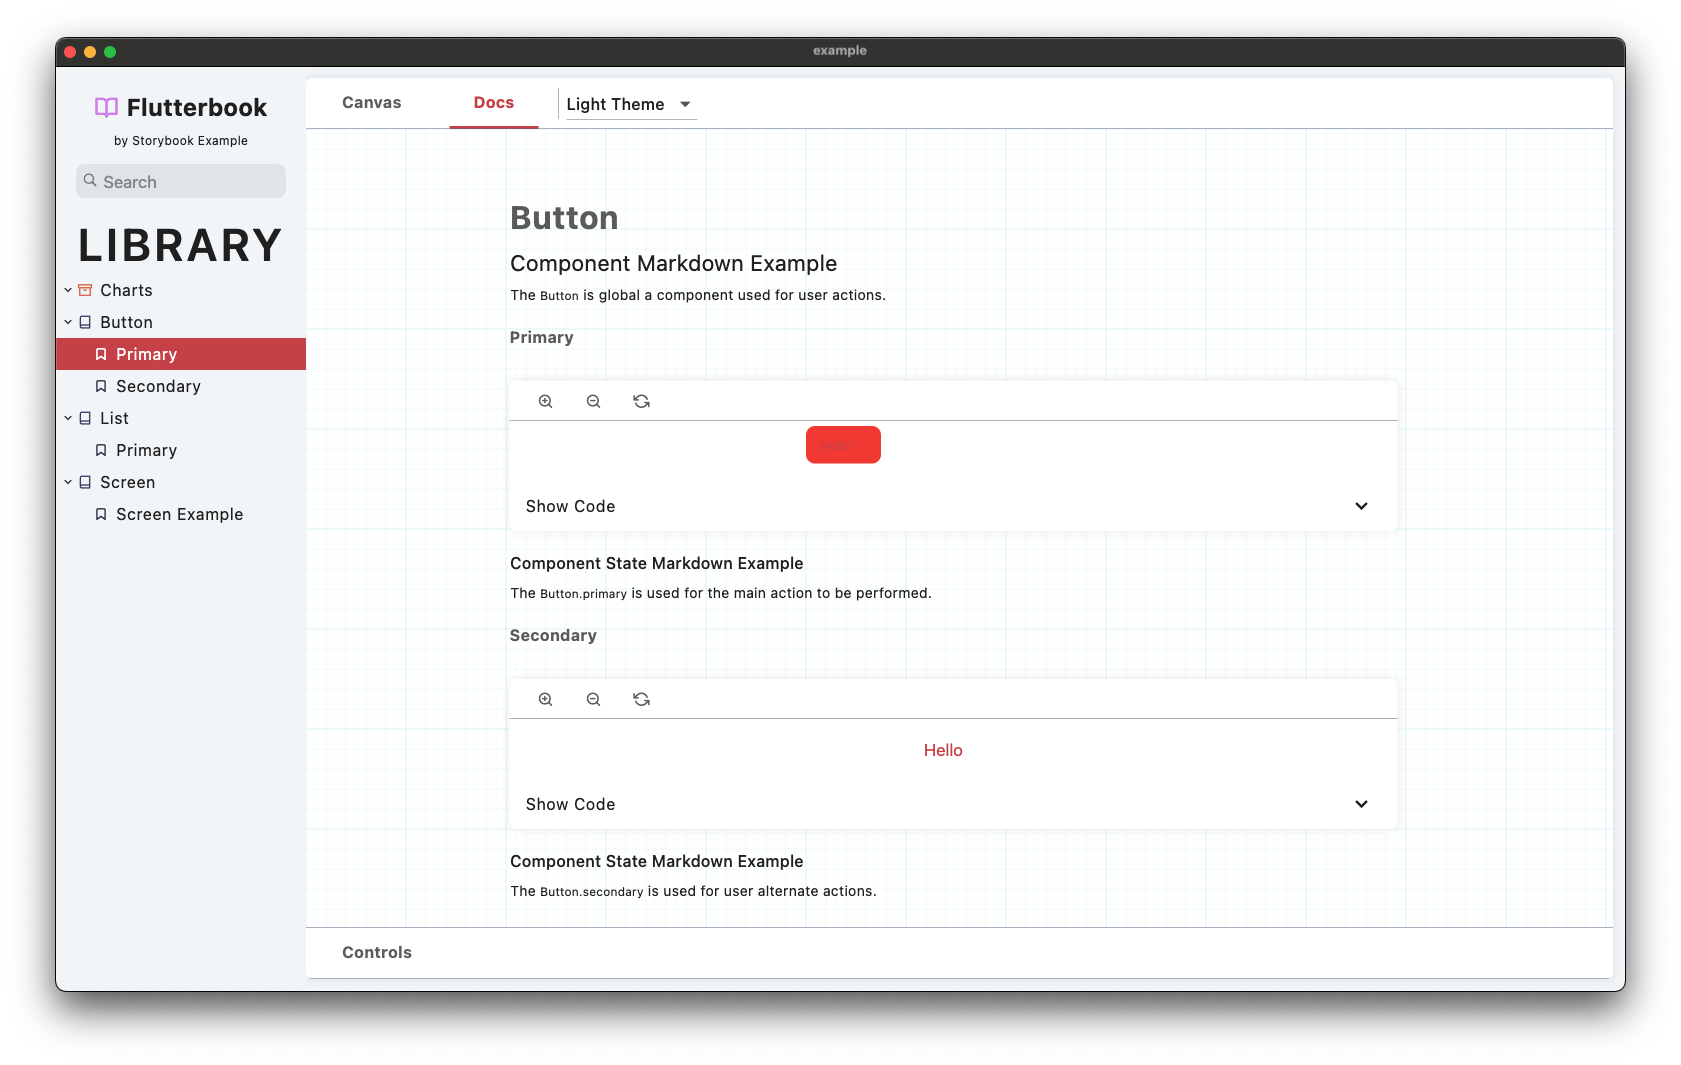 example
Flutterbook
by Storybook Example
Search
LIBRARY
Charts
Button
Primary
Secondary
List
Primary
Screen
Screen Example
Canvas Docs Light Theme
Button
Component Markdown Example
The Button is global a component used for user actions.
Primary
Hello
Show Code
Component State Markdown Example
The Button.primary is used for the main action to be performed.
Secondary
Hello
Show Code
Component State Markdown Example
The Button.secondary is used for user alternate actions.
Controls